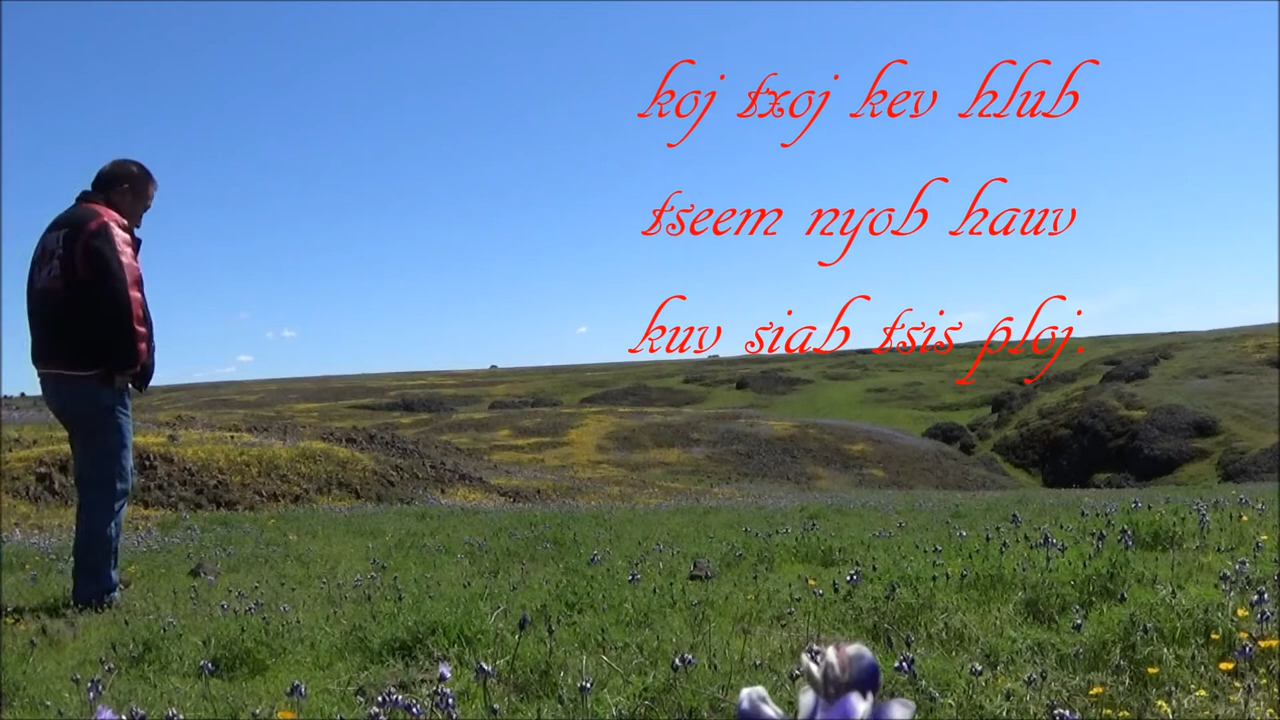 koj txoj kev hlub
tseem nyob hauv
kuv siab tsis ploj.